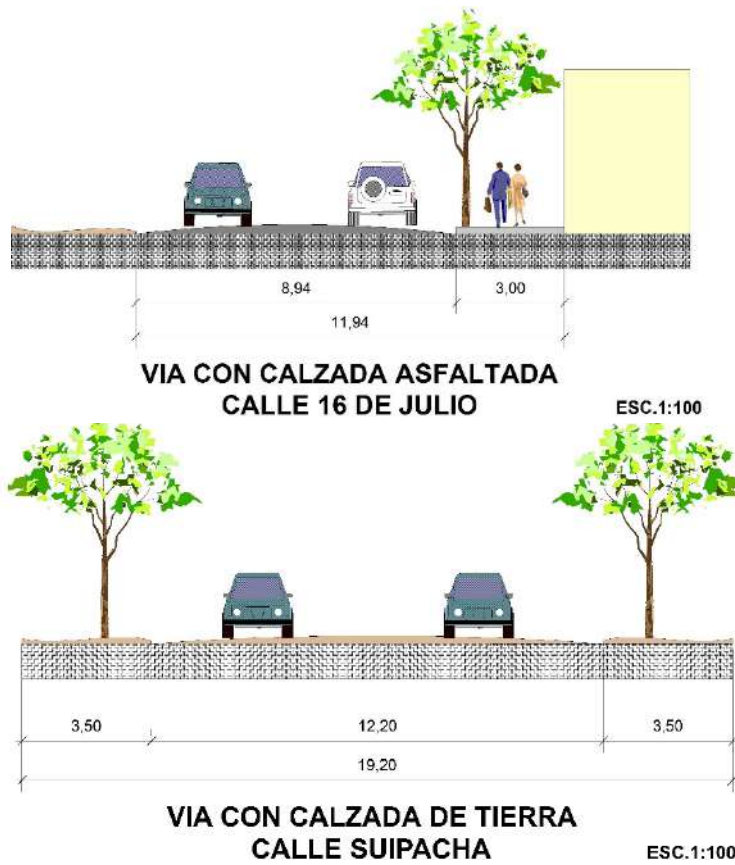 8,94
3,00
11,94
VIA CON CALZADA ASFALTADA
CALLE 16 DE JULIO
ESC.1:100
3,50
12,20
3,50
19,20
VIA CON CALZADA DE TIERRA
CALLE SUIPACHA
ESC.1:100